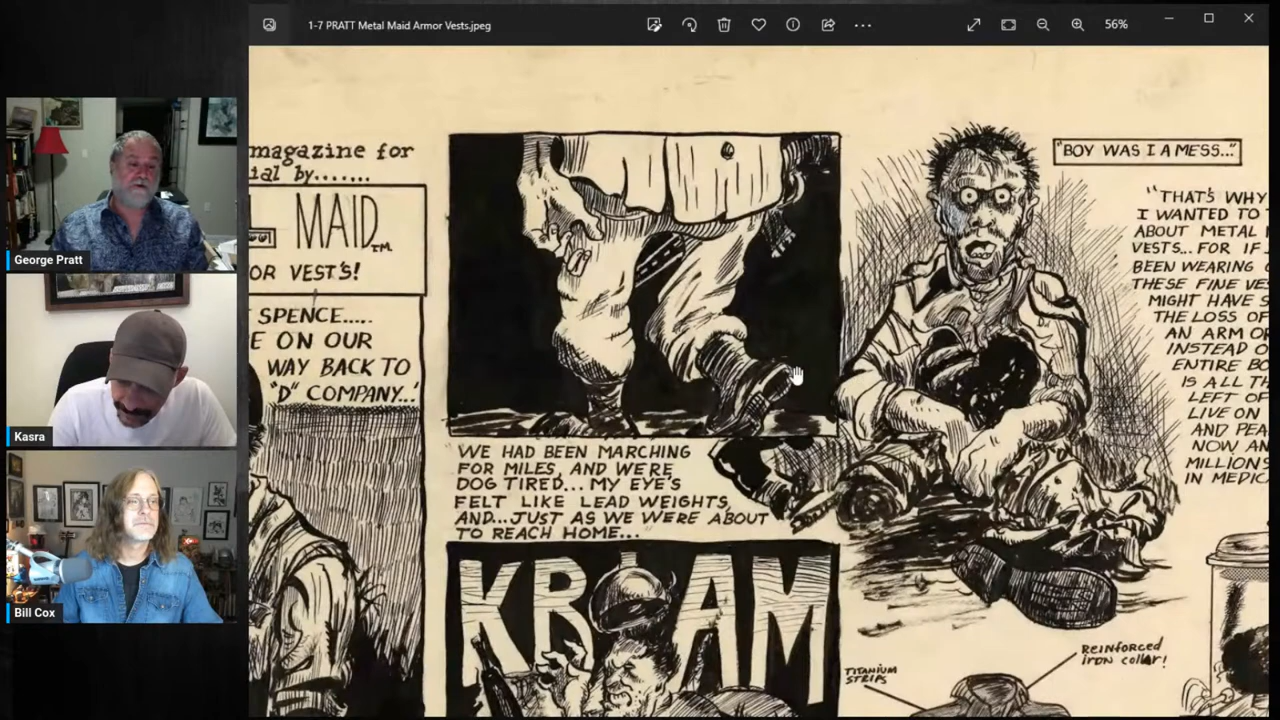 1-7 PRATT Metal Maid Armor Vests.jpeg
56%
George Pratt
Kasra
Bill Cox
magazine for
ial by.......
MAID TM
OR VEST'S!
SPENCE.....
E ON OUR
WAY BACK TO
"D" COMPANY...'
"WE HAD BEEN MARCHING
FOR MILES, AND WERE
DOG TIRED... MY EYE'S
FELT LIKE LEAD WEIGHTS,
AND...JUST AS WE WERE ABOUT
TO REACH HOME...
KRLAM
"BOY WAS I A MESS..."
"THAT'S WHY
I WANTED TO
ABOUT METAL
VESTS... FOR IF
BEEN WEARING
THESE FINE VES
MIGHT HAVE S
THE LOSS OF
AN ARM OR
INSTEAD O
ENTIRE BO
IS ALL TH
LEFT OF
LIVE ON
AND PEA
NOW AN
MILLIONS
IN MEDICA
TITANIUM
STRIPS
REINFORCED
IRON COLLAR!